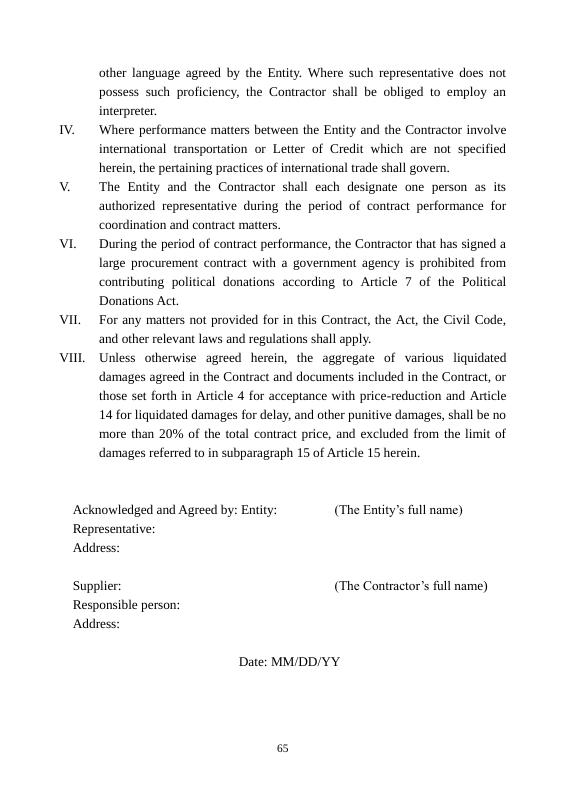 other language agreed by the Entity. Where such representative does not
possess such proficiency, the Contractor shall be obliged to employ an
interpreter.
IV. Where performance matters between the Entity and the Contractor involve
international transportation or Letter of Credit which are not specified
herein, the pertaining practices of international trade shall govern.
V. The Entity and the Contractor shall each designate one person as its
authorized representative during the period of contract performance for
coordination and contract matters.
VI. During the period of contract performance, the Contractor that has signed a
large procurement contract with a government agency is prohibited from
contributing political donations according to Article 7 of the Political
Donations Act.
VII. For any matters not provided for in this Contract, the Act, the Civil Code,
and other relevant laws and regulations shall apply.
VIII. Unless otherwise agreed herein, the aggregate of various liquidated
damages agreed in the Contract and documents included in the Contract, or
those set forth in Article 4 for acceptance with price-reduction and Article
14 for liquidated damages for delay, and other punitive damages, shall be no
more than 20% of the total contract price, and excluded from the limit of
damages referred to in subparagraph 15 of Article 15 herein.
Acknowledged and Agreed by: Entity: (The Entity’s full name)
Representative:
Address:
Supplier: (The Contractor’s full name)
Responsible person:
Address:
Date: MM/DD/YY
65